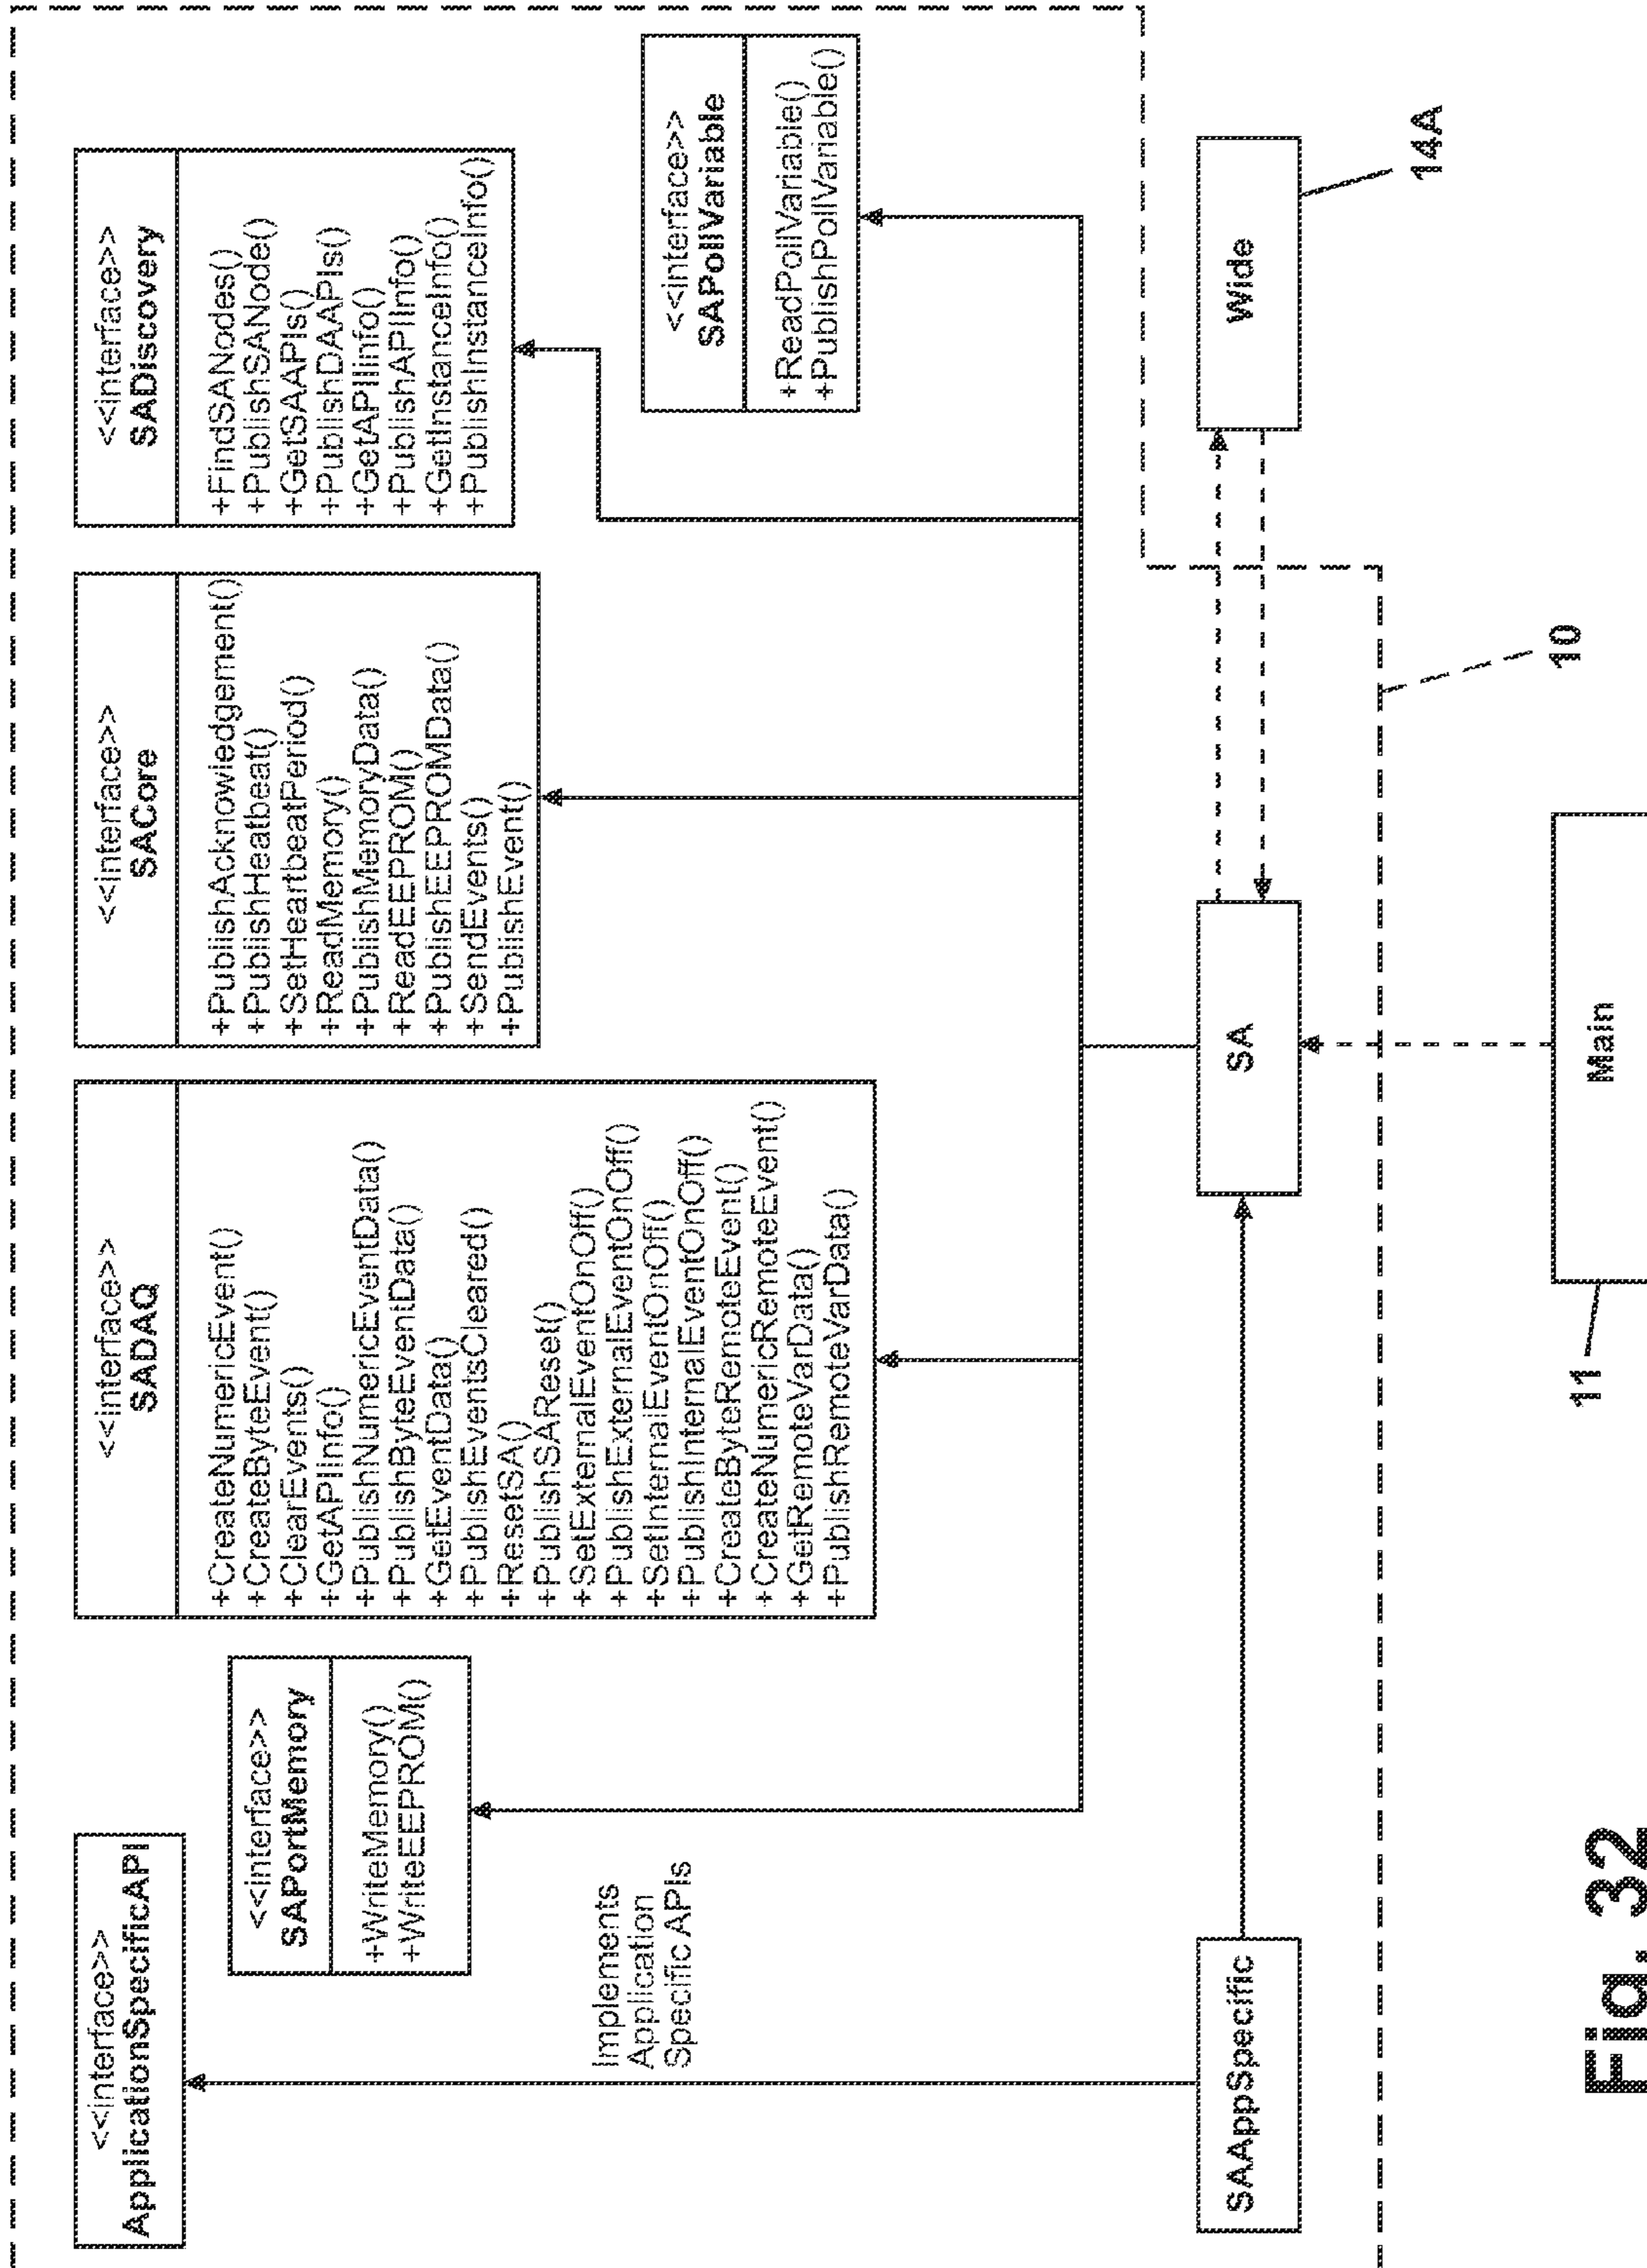 <<interface>>
ApplicationSpecificAPI
<<interface>>
SAPortMemory
+WriteMemory()
+WriteEEPROM()
<<interface>>
SADAQ
+CreateNumericEvent()
+CreateByteEvent()
+ClearEvents()
+GetAPIInfo()
+PublishNumericEventData()
+PublishByteEventData()
+GetEventData()
+PublishEventsCleared()
+ResetSA()
+PublishSAReset()
+SetExternalEventOnOff()
+PublishExternalEventOnOff()
+SetInternalEventOnOff()
+PublishInternalEventOnOff()
+CreateByteRemoteEvent()
+CreateNumericRemoteEvent()
+GetRemoteVarData()
+PublishRemoteVarData()
<<interface>>
SACore
+PublishAcknowledgement()
+PublishHeatbeat()
+SetHeartbeatPeriod()
+ReadMemory()
+PublishMemoryData()
+ReadEEPROM()
+PublishEEPROMData()
+SendEvents()
+PublishEvent()
<<interface>>
SADiscovery
+FindSANodes()
+PublishSANode()
+GetSAAPIs()
+PublishDAAPIs()
+GetAPIInfo()
+PublishAPIInfo()
+GetInstanceInfo()
+PublishInstanceInfo()
<<interface>>
SAPollVariable
+ReadPollVariable()
+PublishPollVariable()
Implements
Application
Specific APIs
SAAppSpecific
SA
Wide
14A
10
11
Main
Fig. 32